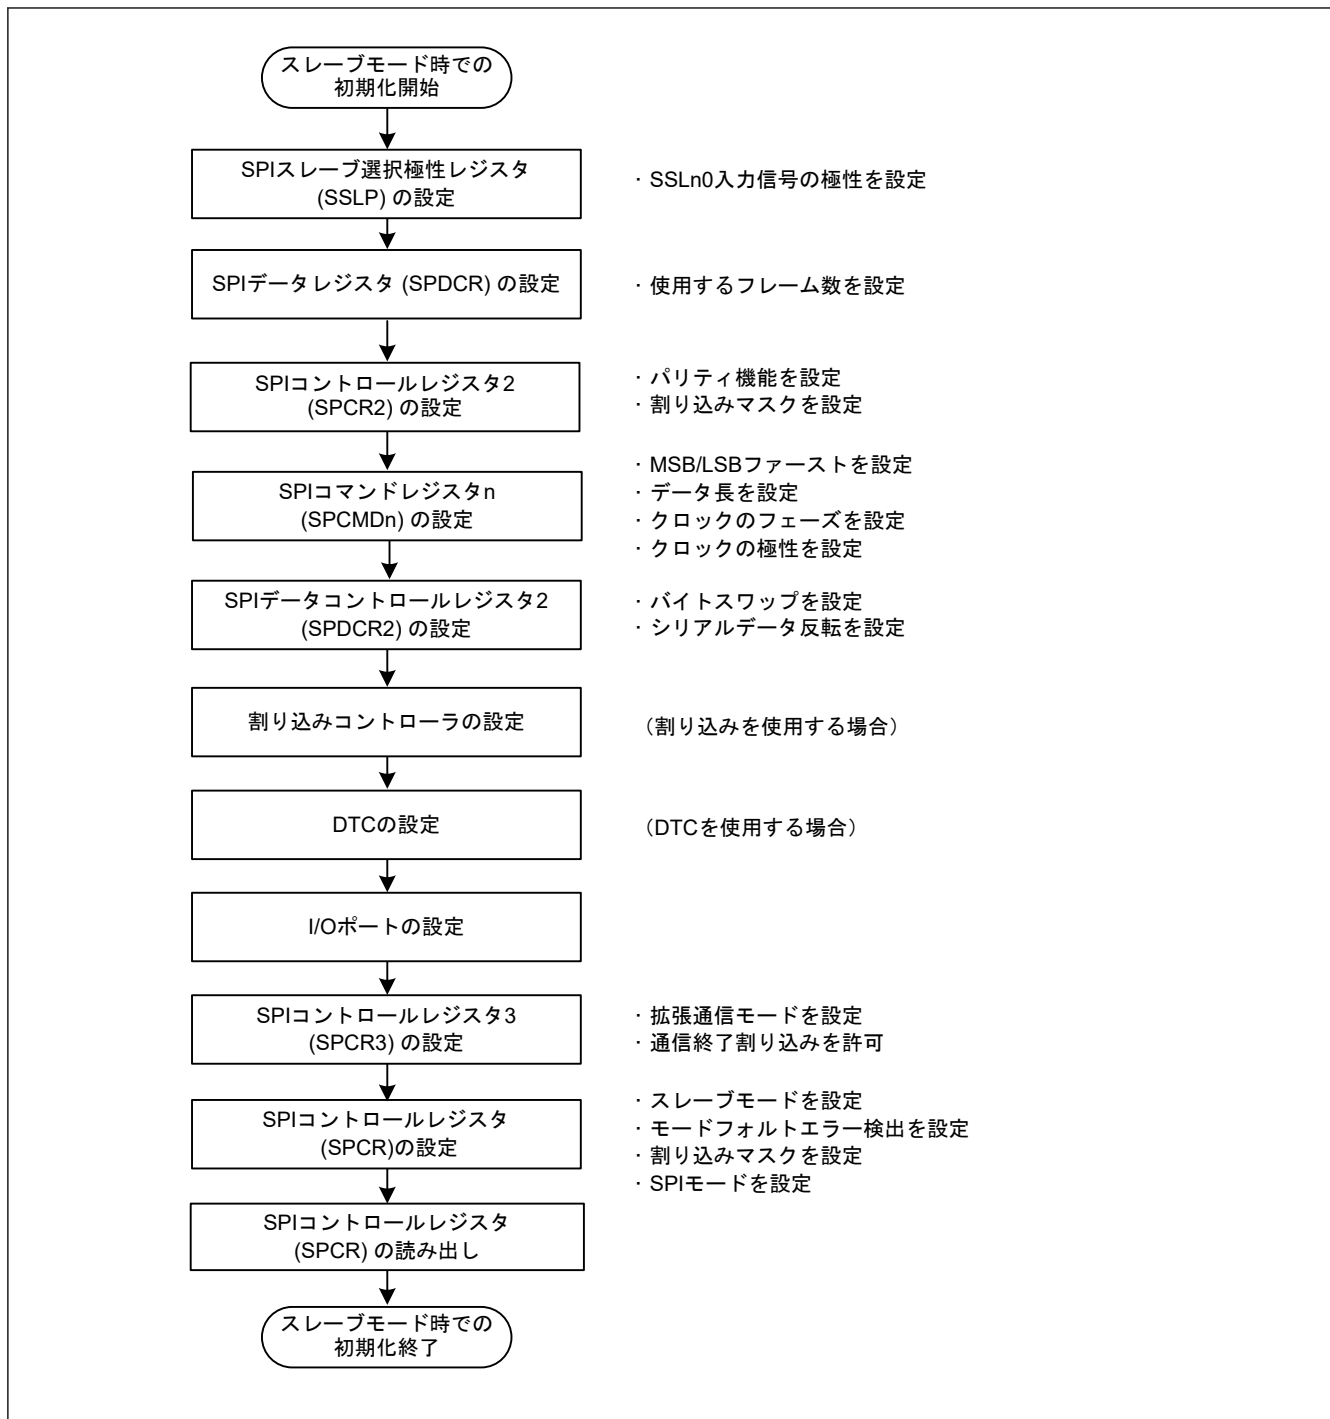 スレーブモード時での
初期化開始
SPIスレーブ選択極性レジスタ
(SSLP) の設定
・SSLn0入力信号の極性を設定
SPIデータレジスタ (SPDCR) の設定
・使用するフレーム数を設定
SPIコントロールレジスタ2
(SPCR2) の設定
・パリティ機能を設定
・割り込みマスクを設定
SPIコマンドレジスタn
(SPCMDn) の設定
・MSB/LSBファーストを設定
・データ長を設定
・クロックのフェーズを設定
・クロックの極性を設定
SPIデータコントロールレジスタ2
(SPDCR2) の設定
・バイトスワップを設定
・シリアルデータ反転を設定
割り込みコントローラの設定
（割り込みを使用する場合）
DTCの設定
（DTCを使用する場合）
I/Oポートの設定
SPIコントロールレジスタ3
(SPCR3) の設定
・拡張通信モードを設定
・通信終了割り込みを許可
SPIコントロールレジスタ
(SPCR)の設定
・スレーブモードを設定
・モードフォルトエラー検出を設定
・割り込みマスクを設定
・SPIモードを設定
SPIコントロールレジスタ
(SPCR) の読み出し
スレーブモード時での
初期化終了